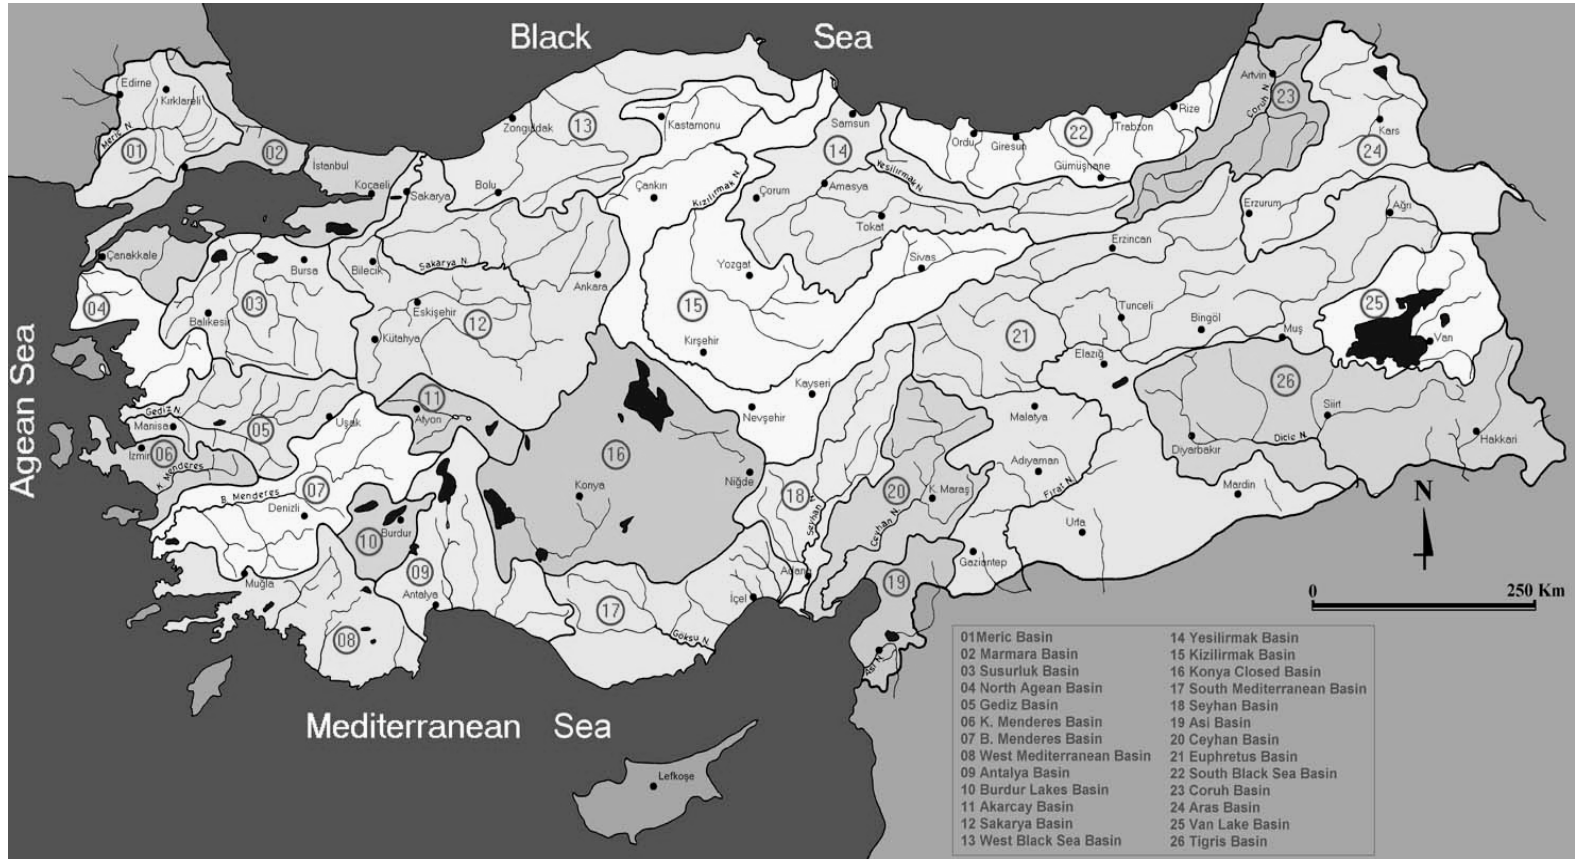 Black Sea
Agean Sea
Mediterranean Sea
Edirne
Kırklareli
Meriç N.
01
02
İstanbul
Kocaeli
Sakarya
Zonguldak
13
Bolu
Kastamonu
Çankırı
Kızılırmak N.
Samsun
14
Çorum
Amasya
Yeşilırmak N.
Tokat
Ordu
Giresun
22
Trabzon
Rize
Gümüşhane
Artvin
23
Çoruh N
Kars
24
Erzurum
Ağrı
Erzincan
Çanakkale
04
Bursa
03
Balıkesir
Bilecik
Sakarya N.
Eskişehir
12
Kütahya
Ankara
Yozgat
15
Kırşehir
Sivas
Kayseri
Nevşehir
Tunceli
21
Bingöl
Elazığ
Muş
25
Van
26
Siirt
Hakkari
Diyarbakır
Dicle N.
Malatya
Adıyaman
Fırat N
Mardin
Urfa
Gaziantep
Gediz N
Manisa
05
Uşak
11
Afyon
İzmir
06
K. Menderes
B. Menderes
07
Denizli
10
Burdur
16
Konya
Niğde
18
Seyhan N
20
K. Maraş
Ceyhan N.
Adana
19
Asi N.
Muğla
08
09
Antalya
17
Göksu N.
İçel
Lefkoşe
N
0 250 Km
01Meric Basin
02 Marmara Basin
03 Susurluk Basin
04 North Agean Basin
05 Gediz Basin
06 K. Menderes Basin
07 B. Menderes Basin
08 West Mediterranean Basin
09 Antalya Basin
10 Burdur Lakes Basin
11 Akarcay Basin
12 Sakarya Basin
13 West Black Sea Basin
14 Yesilirmak Basin
15 Kizilirmak Basin
16 Konya Closed Basin
17 South Mediterranean Basin
18 Seyhan Basin
19 Asi Basin
20 Ceyhan Basin
21 Euphretus Basin
22 South Black Sea Basin
23 Coruh Basin
24 Aras Basin
25 Van Lake Basin
26 Tigris Basin